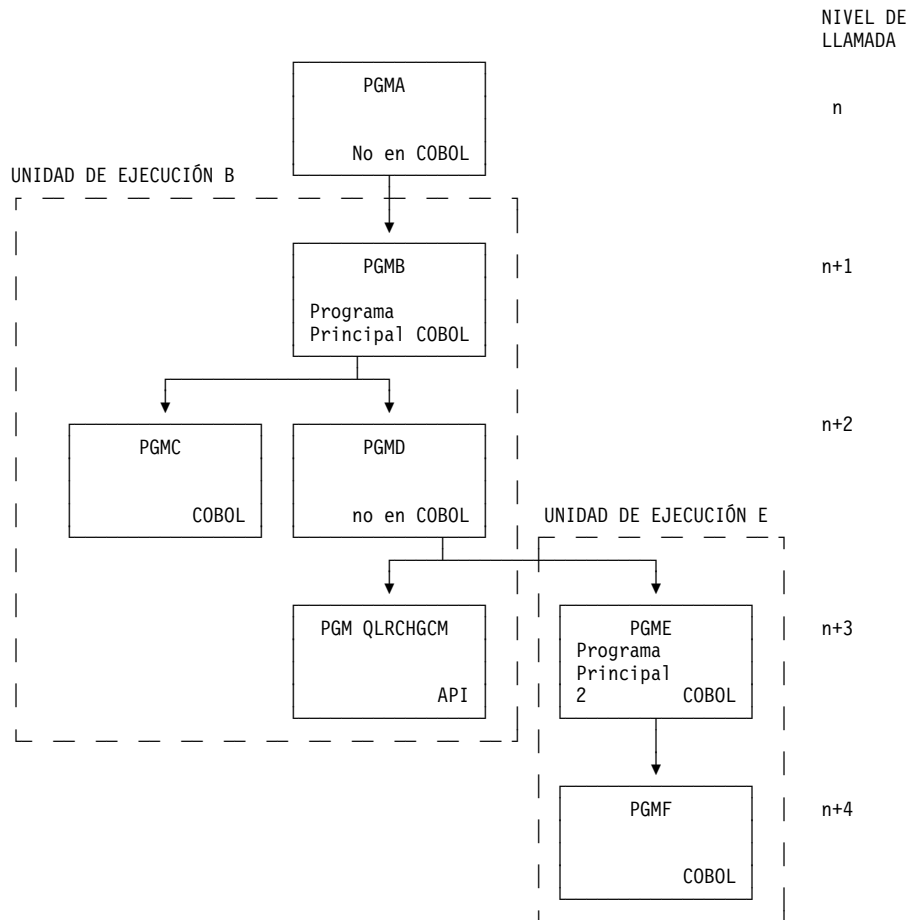 NIVEL DE
LLAMADA
PGMA
n
No en COBOL
UNIDAD DE EJECUCIÓN B
PGMB
n+1
Programa
Principal COBOL
PGMC
PGMD
n+2
COBOL
no en COBOL
UNIDAD DE EJECUCIÓN E
PGM QLRCHGCM
PGME
n+3
Programa
Principal
API
2 COBOL
PGMF
n+4
COBOL